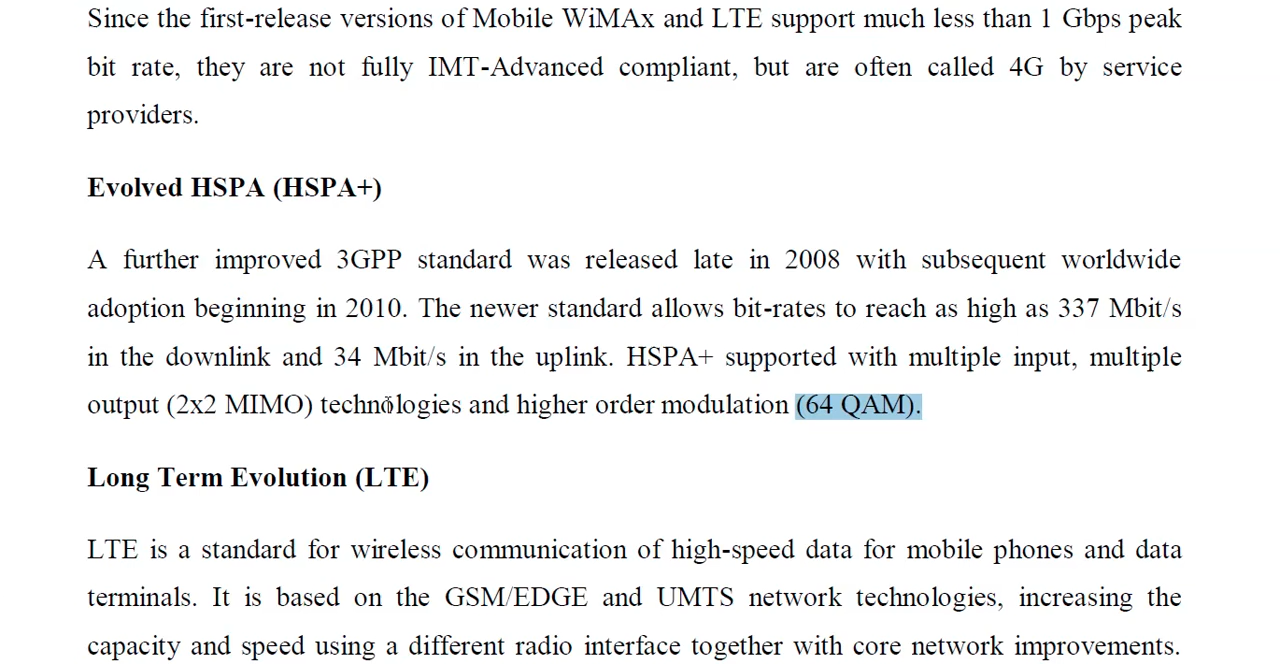 Since the first-release versions of Mobile WiMAx and LTE support much less than 1 Gbps peak
bit rate, they are not fully IMT-Advanced compliant, but are often called 4G by service
providers.
Evolved HSPA (HSPA+)
A further improved 3GPP standard was released late in 2008 with subsequent worldwide
adoption beginning in 2010. The newer standard allows bit-rates to reach as high as 337 Mbit/s
in the downlink and 34 Mbit/s in the uplink. HSPA+ supported with multiple input, multiple
output (2x2 MIMO) technologies and higher order modulation (64 QAM).
Long Term Evolution (LTE)
LTE is a standard for wireless communication of high-speed data for mobile phones and data
terminals. It is based on the GSM/EDGE and UMTS network technologies, increasing the
capacity and speed using a different radio interface together with core network improvements.